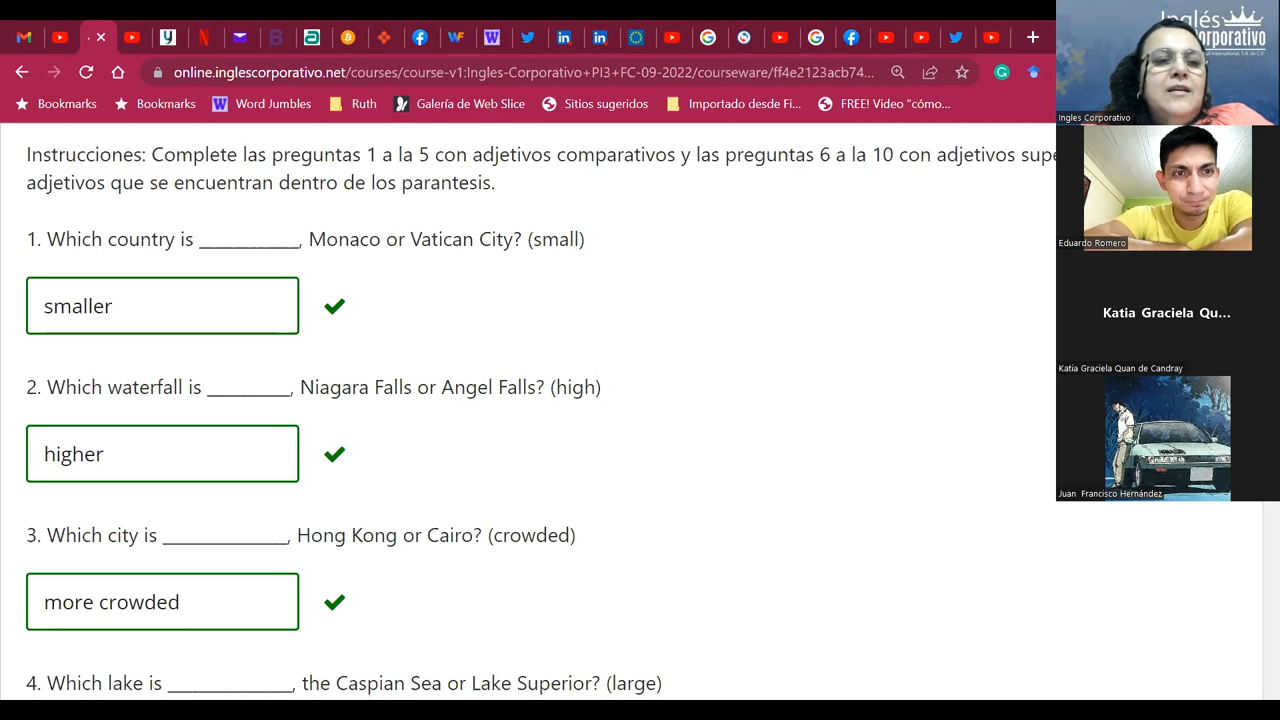 online.inglescorporativo.net/courses/course-v1:Ingles-Corporativo+PI3+FC-09-2022/courseware/ff4e2123acb74...
Bookmarks Bookmarks Word Jumbles Ruth Galería de Web Slice Sitios sugeridos Importado desde Fi... FREE! Video "cómo...
Instrucciones: Complete las preguntas 1 a la 5 con adjetivos comparativos y las preguntas 6 a la 10 con adjetivos supe
adjetivos que se encuentran dentro de los parantesis.
1. Which country is ____________, Monaco or Vatican City? (small)
smaller
2. Which waterfall is __________, Niagara Falls or Angel Falls? (high)
higher
3. Which city is _______________, Hong Kong or Cairo? (crowded)
more crowded
4. Which lake is _______________, the Caspian Sea or Lake Superior? (large)
Inglés
Corporativo
Ingles Corporativo
Eduardo Romero
Katia Graciela Qu...
Katia Graciela Quan de Candray
Juan Francisco Hernández